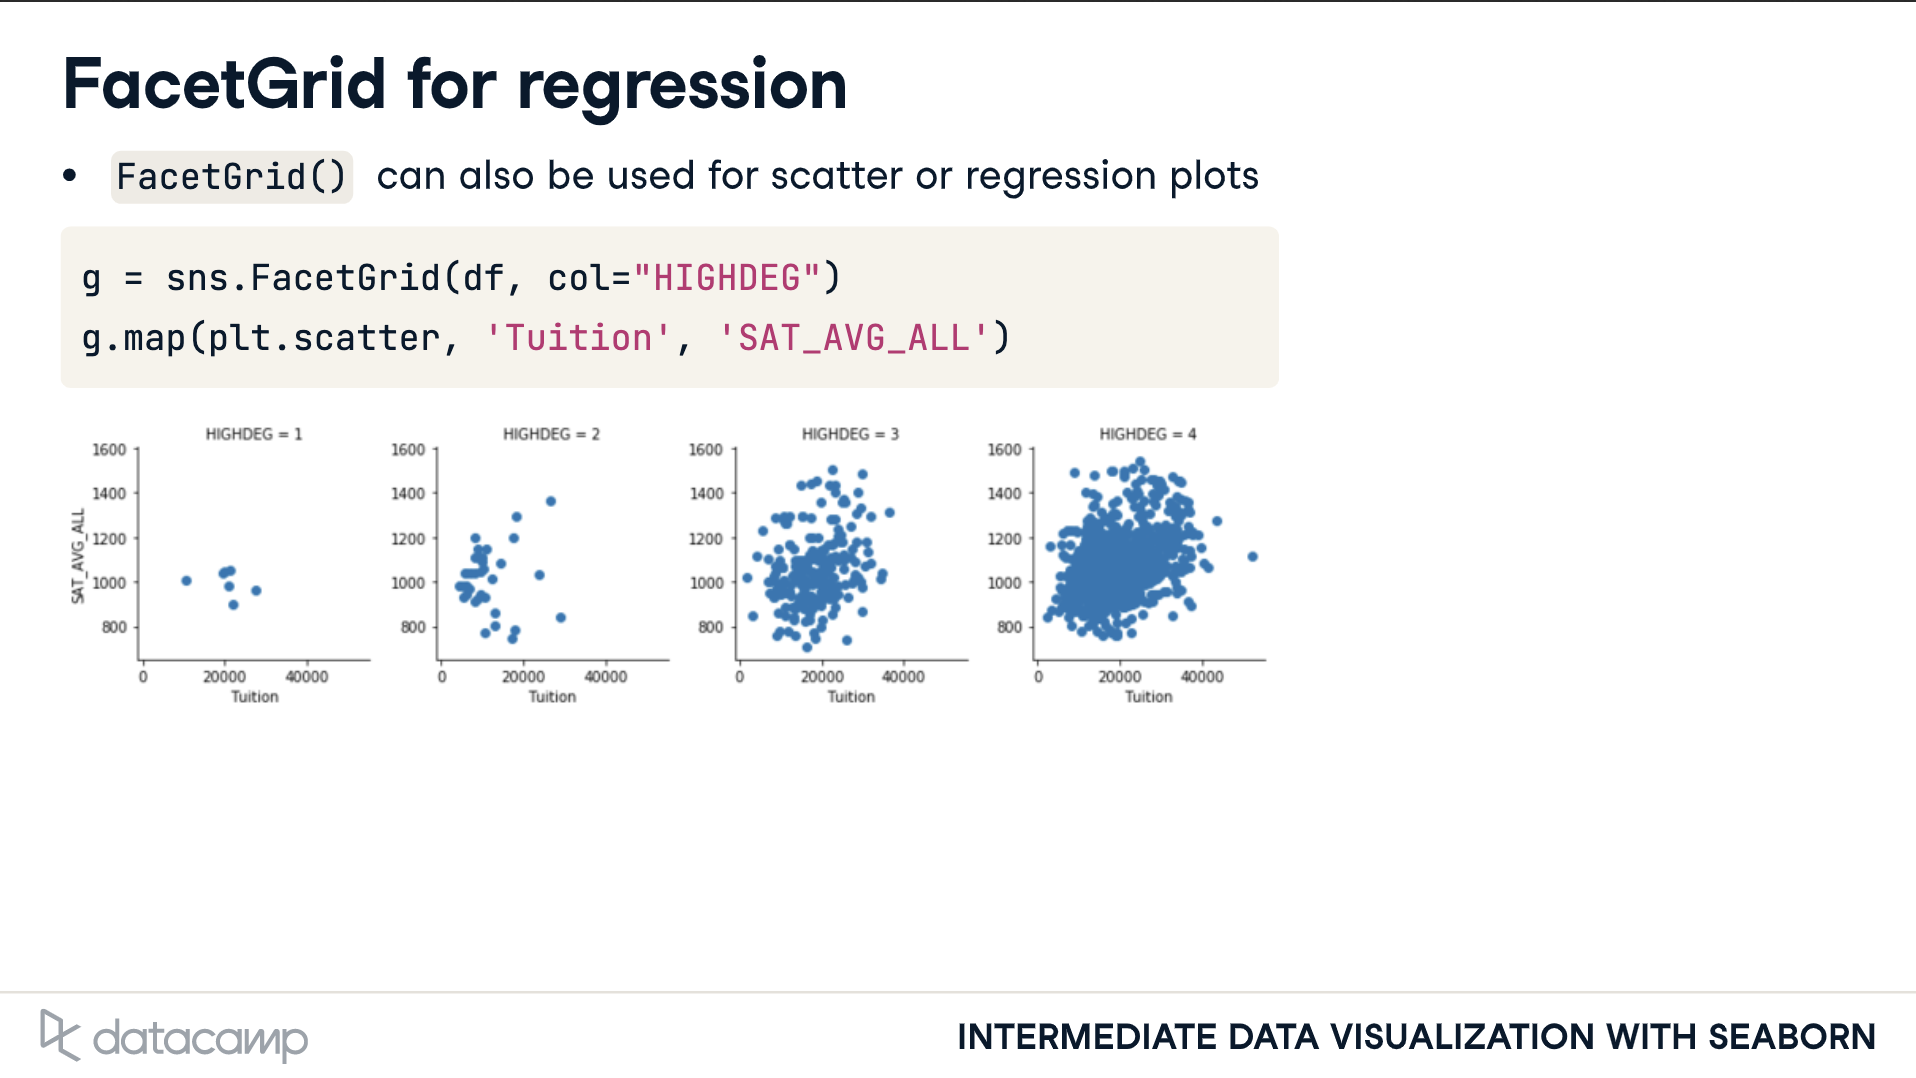 FacetGrid for regression
• FacetGrid() can also be used for scatter or regression plots
g = sns.FacetGrid(df, col="HIGHDEG")
g.map(plt.scatter, 'Tuition', 'SAT_AVG_ALL')
HIGHDEG = 1
1600
1400
1200
1000
800
SAT_AVG_ALL
0 20000 40000
Tuition
HIGHDEG = 2
1600
1400
1200
1000
800
0 20000 40000
Tuition
HIGHDEG = 3
1600
1400
1200
1000
800
0 20000 40000
Tuition
HIGHDEG = 4
1600
1400
1200
1000
800
0 20000 40000
Tuition
datacamp
INTERMEDIATE DATA VISUALIZATION WITH SEABORN